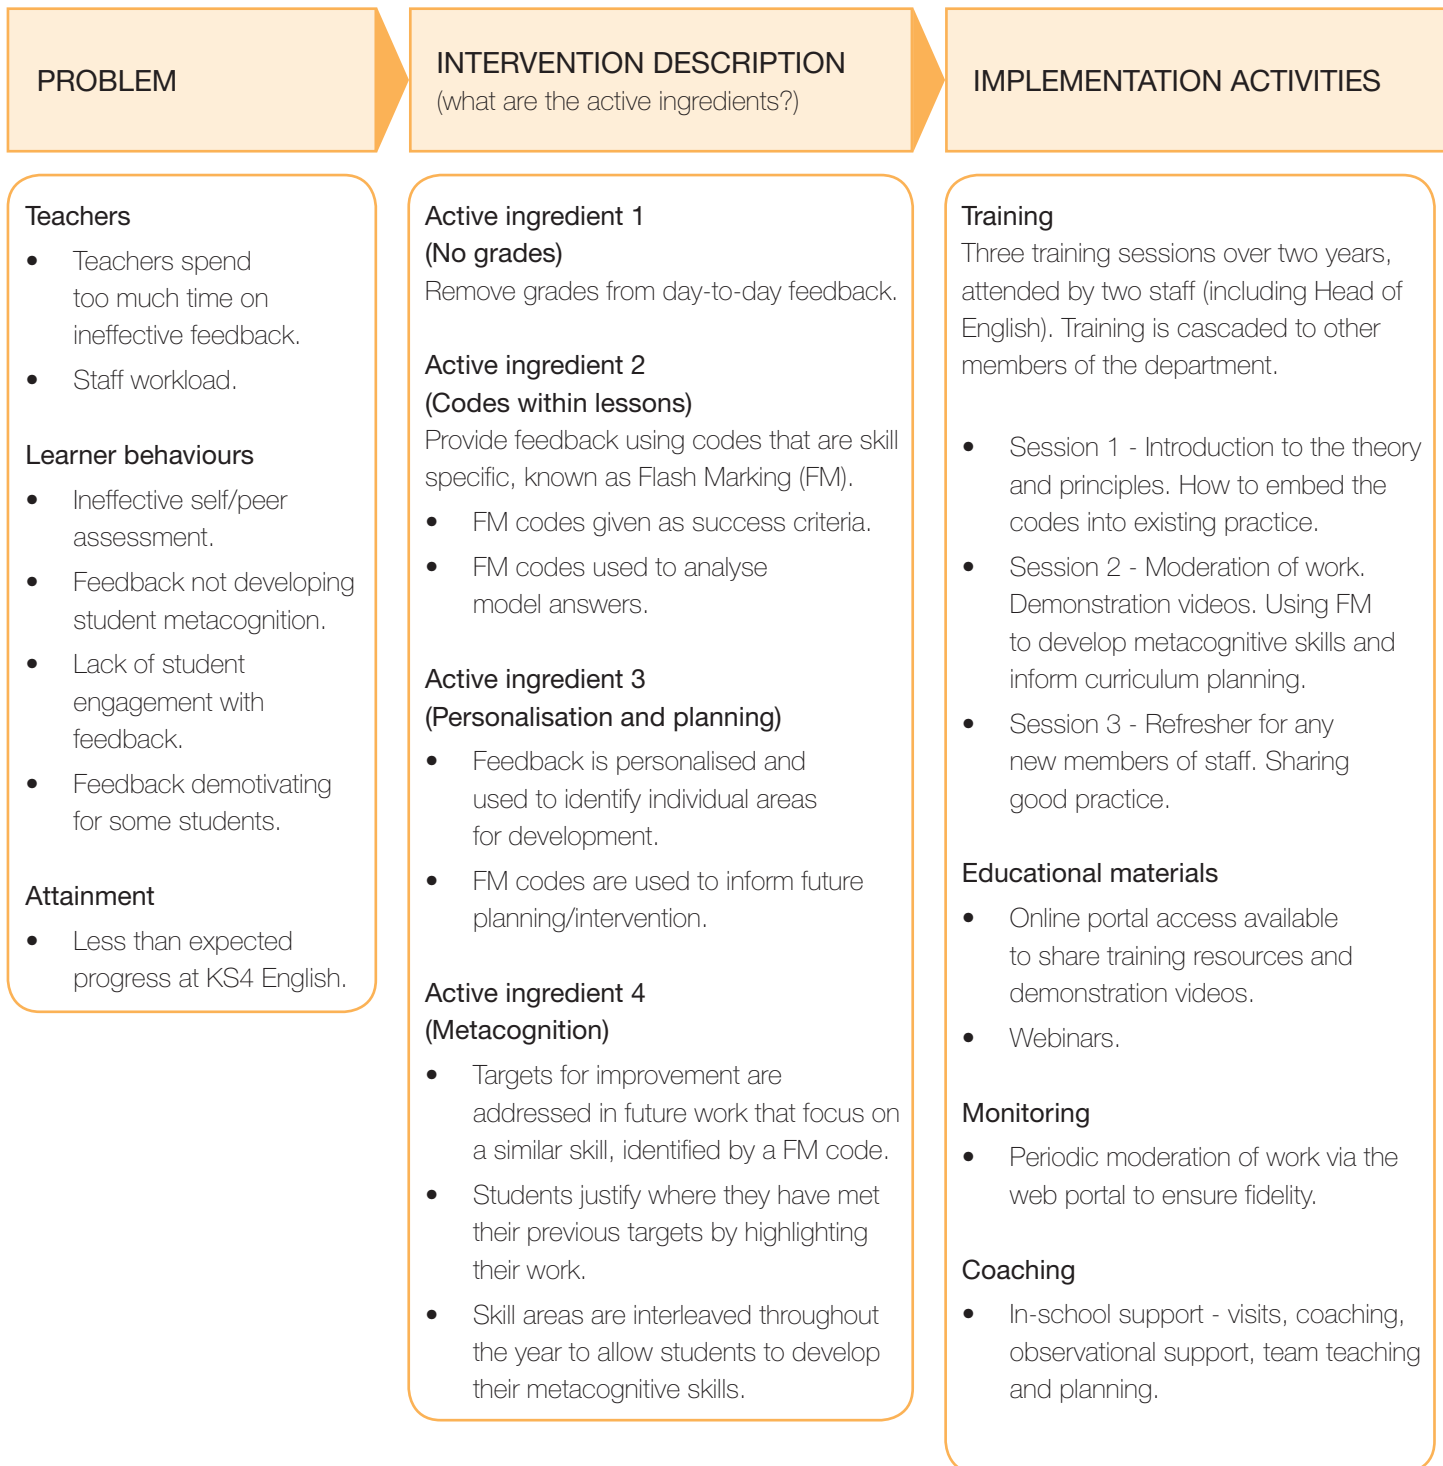 PROBLEM
INTERVENTION DESCRIPTION
(what are the active ingredients?)
IMPLEMENTATION ACTIVITIES
Teachers
• Teachers spend
too much time on
ineffective feedback.
• Staff workload.
Learner behaviours
• Ineffective self/peer
assessment.
• Feedback not developing
student metacognition.
• Lack of student
engagement with
feedback.
• Feedback demotivating
for some students.
Attainment
• Less than expected
progress at KS4 English.
Active ingredient 1
(No grades)
Remove grades from day-to-day feedback.
Active ingredient 2
(Codes within lessons)
Provide feedback using codes that are skill
specific, known as Flash Marking (FM).
• FM codes given as success criteria.
• FM codes used to analyse
model answers.
Active ingredient 3
(Personalisation and planning)
• Feedback is personalised and
used to identify individual areas
for development.
• FM codes are used to inform future
planning/intervention.
Active ingredient 4
(Metacognition)
• Targets for improvement are
addressed in future work that focus on
a similar skill, identified by a FM code.
• Students justify where they have met
their previous targets by highlighting
their work.
• Skill areas are interleaved throughout
the year to allow students to develop
their metacognitive skills.
Training
Three training sessions over two years,
attended by two staff (including Head of
English). Training is cascaded to other
members of the department.
• Session 1 - Introduction to the theory
and principles. How to embed the
codes into existing practice.
• Session 2 - Moderation of work.
Demonstration videos. Using FM
to develop metacognitive skills and
inform curriculum planning.
• Session 3 - Refresher for any
new members of staff. Sharing
good practice.
Educational materials
• Online portal access available
to share training resources and
demonstration videos.
• Webinars.
Monitoring
• Periodic moderation of work via the
web portal to ensure fidelity.
Coaching
• In-school support - visits, coaching,
observational support, team teaching
and planning.